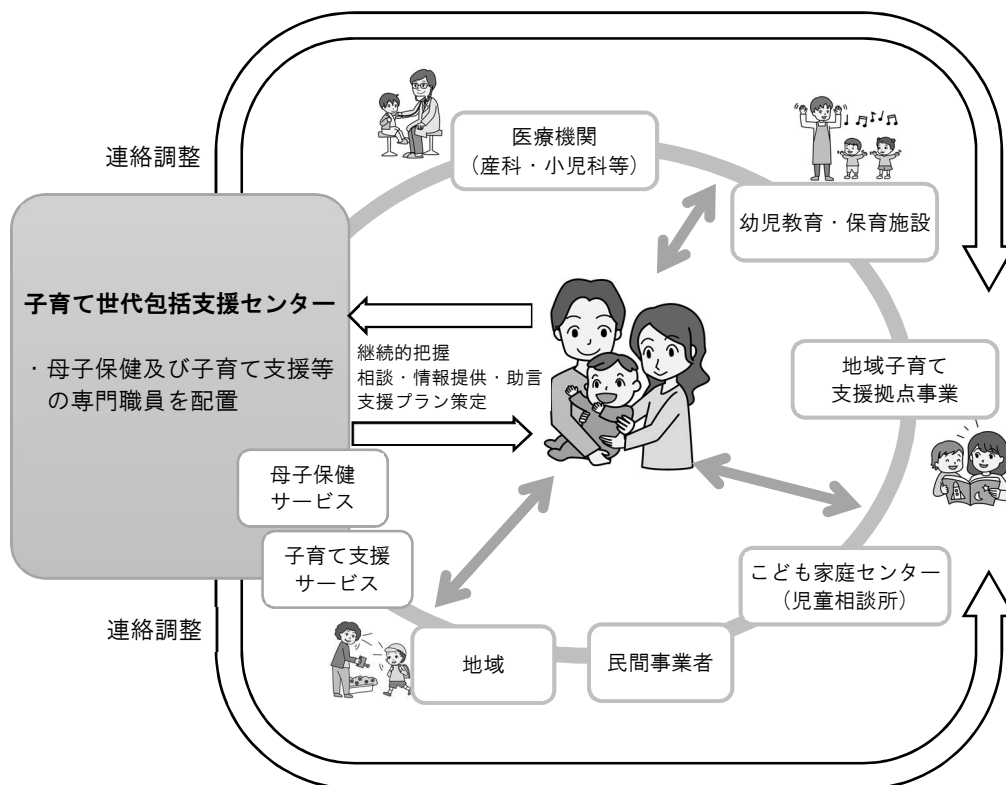 連絡調整
子育て世代包括支援センター
・母子保健及び子育て支援等
の専門職員を配置
母子保健
サービス
子育て支援
サービス
連絡調整
継続的把握
相談・情報提供・助言
支援プラン策定
医療機関
（産科・小児科等）
幼児教育・保育施設
地域子育て
支援拠点事業
こども家庭センター
（児童相談所）
民間事業者
地域